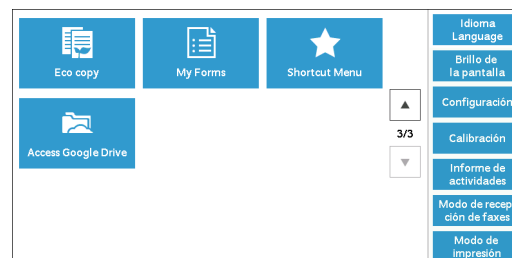 Eco copy
My Forms
Shortcut Menu
Access Google Drive
3/3
Idioma
Language
Brillo de
la pantalla
Configuración
Calibración
Informe de
actividades
Modo de recep
ción de faxes
Modo de
impresión